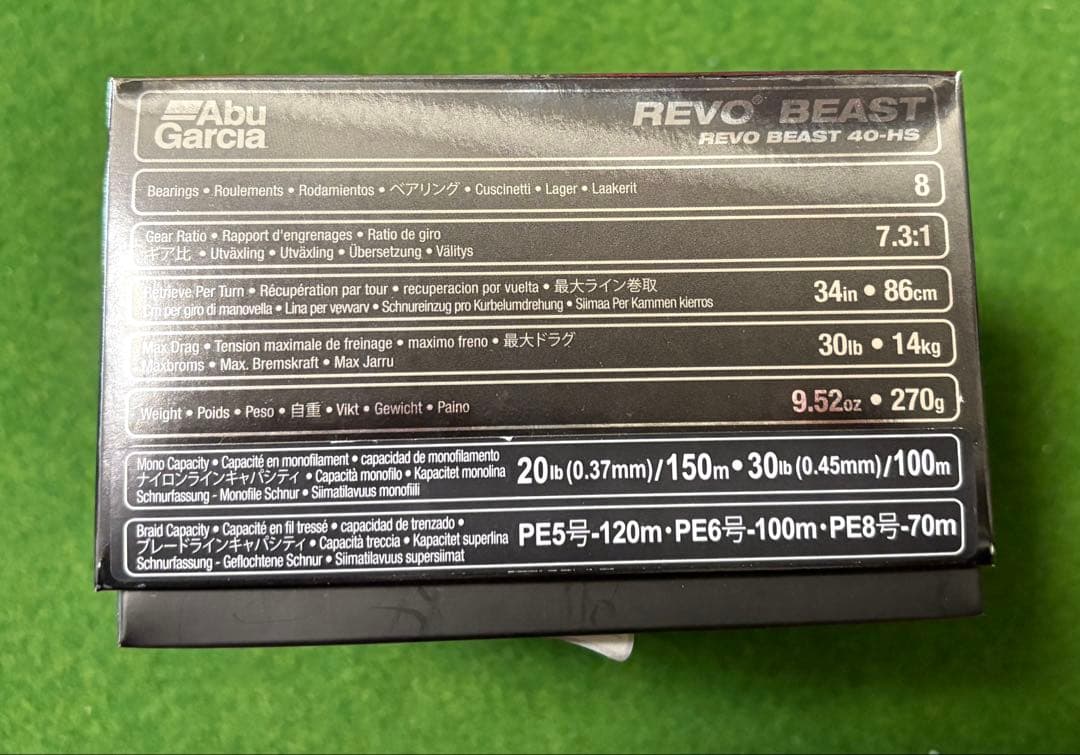 Abu
Garcia
REVO® BEAST
REVO BEAST 40-HS
Bearings • Roulements • Rodamientos • ベアリング • Cuscinetti • Lager • Laakerit
8
Gear Ratio • Rapport d'engrenages • Ratio de giro
ギア比 • Utväxling • Utväxling • Übersetzung • Välitys
7.3:1
Retrieve Per Turn • Récupération par tour • recuperacion por vuelta • 最大ライン巻取
Cm per giro di manovella • Lina per vevvarv • Schnureinzug pro Kurbelumdrehung • Siimaa Per Kammen kierros
34in • 86cm
Max Drag • Tension maximale de freinage • maximo freno • 最大ドラグ
Maxbroms • Max. Bremskraft • Max Jarru
30lb • 14kg
Weight • Poids • Peso • 自重 • Vikt • Gewicht • Paino
9.52oz • 270g
Mono Capacity • Capacité en monofilament • capacidad de monofilamento
ナイロンラインキャパシティ • Capacità monofilo • Kapacitet monolina
Schnurfassung - Monofile Schnur • Siimatilavuus monofiili
20lb(0.37mm)/150m•30lb(0.45mm)/100m
Braid Capacity • Capacité en fil tressé • capacidad de trenzado •
ブレードラインキャパシティ • Capacità treccia • Kapacitet superlina
Schnurfassung - Geflochtene Schnur • Siimatilavuus supersiimat
PE5号-120m･PE6号-100m･PE8号-70m